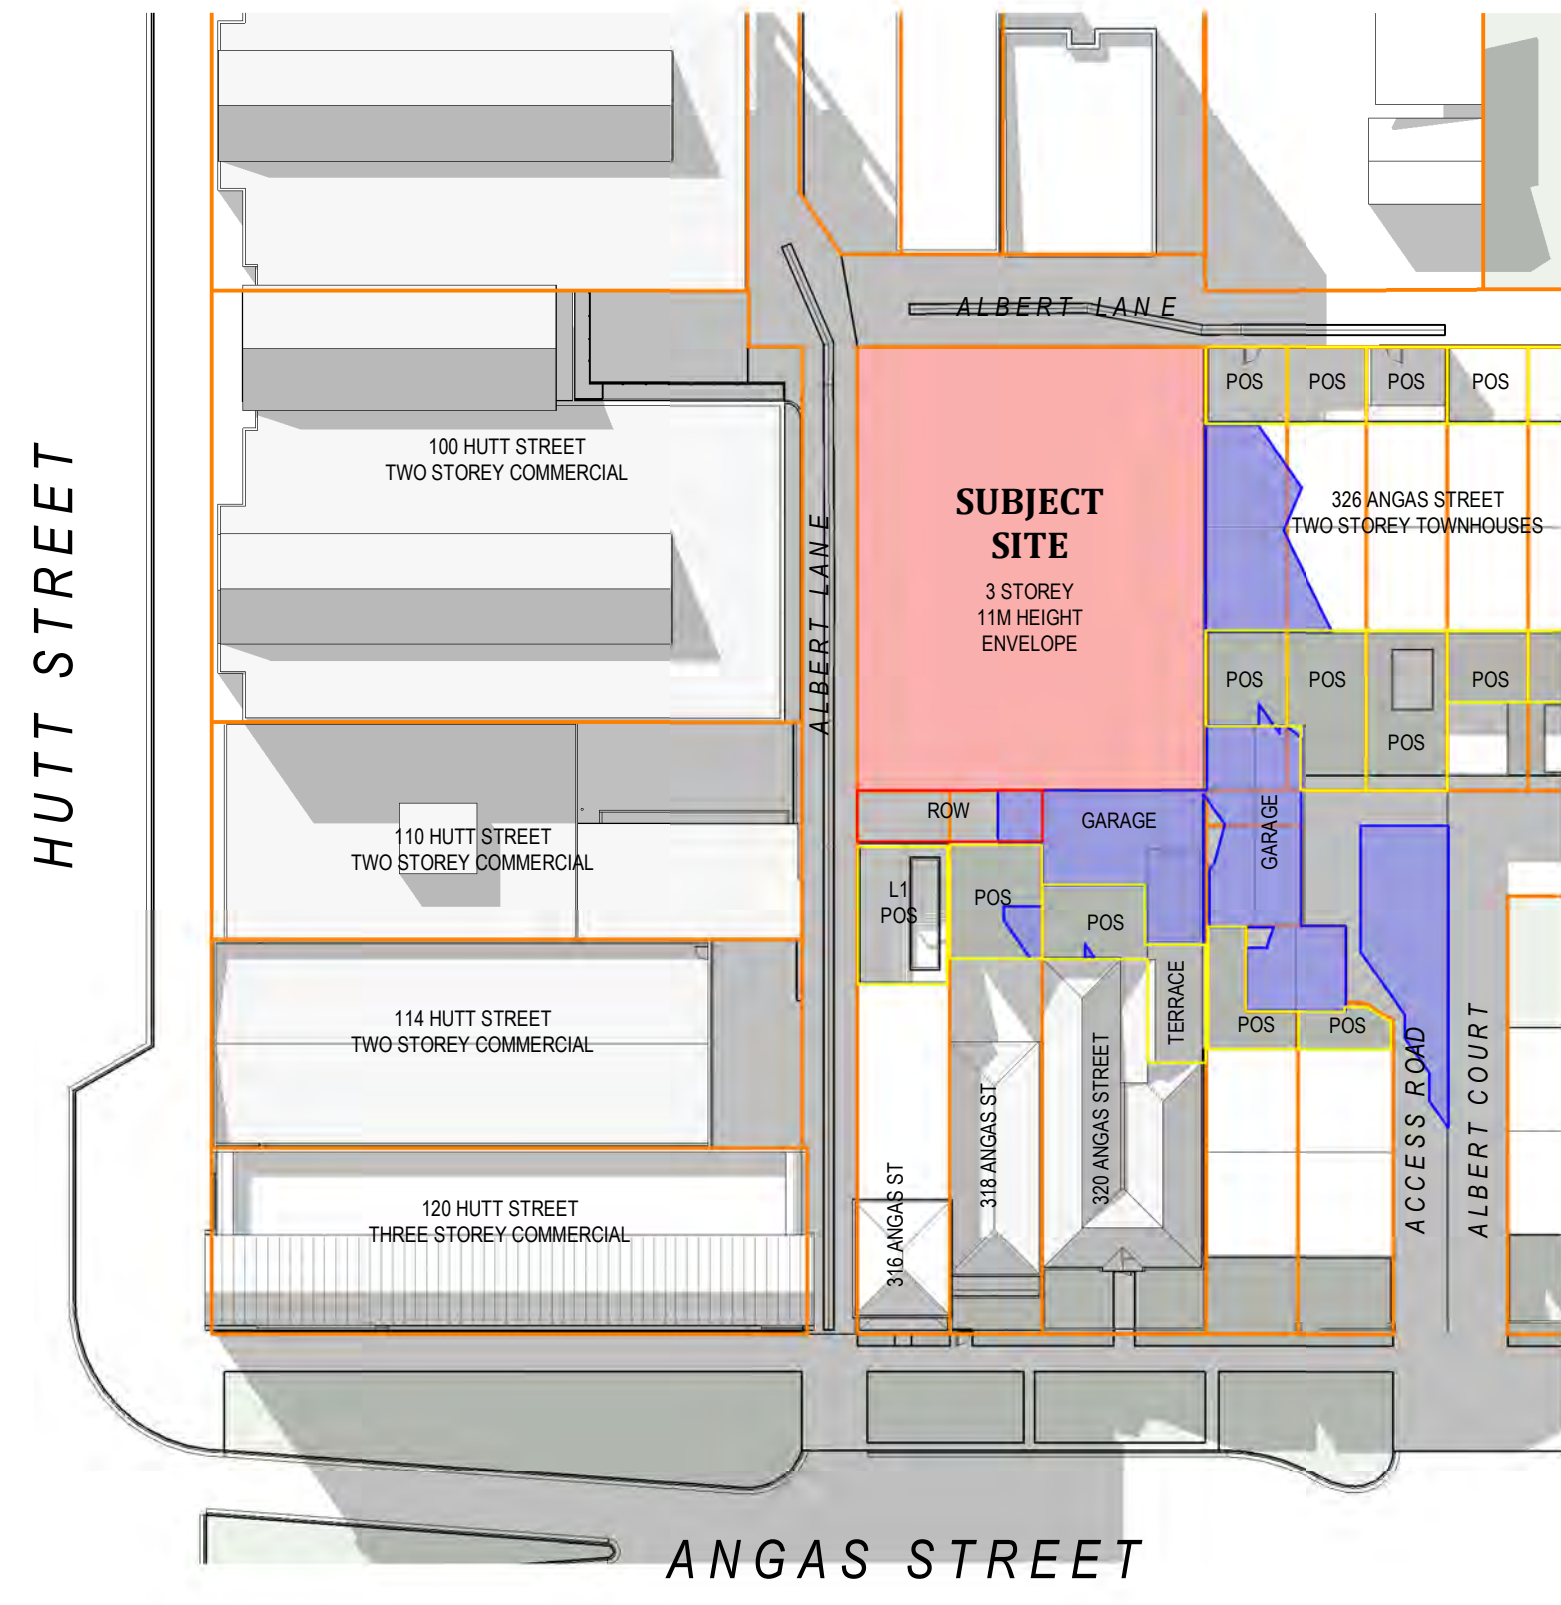 HUTT STREET
ALBERT LANE
POS
POS
POS
POS
100 HUTT STREET
TWO STOREY COMMERCIAL
SUBJECT
SITE
3 STOREY
11M HEIGHT
ENVELOPE
326 ANGAS STREET
TWO STOREY TOWNHOUSES
ALBERT LANE
POS
POS
POS
POS
110 HUTT STREET
TWO STOREY COMMERCIAL
ROW
GARAGE
GARAGE
L1
POS
POS
POS
TERRACE
POS
POS
114 HUTT STREET
TWO STOREY COMMERCIAL
316 ANGAS ST
318 ANGAS ST
320 ANGAS STREET
ACCESS ROAD
ALBERT COURT
120 HUTT STREET
THREE STOREY COMMERCIAL
ANGAS STREET